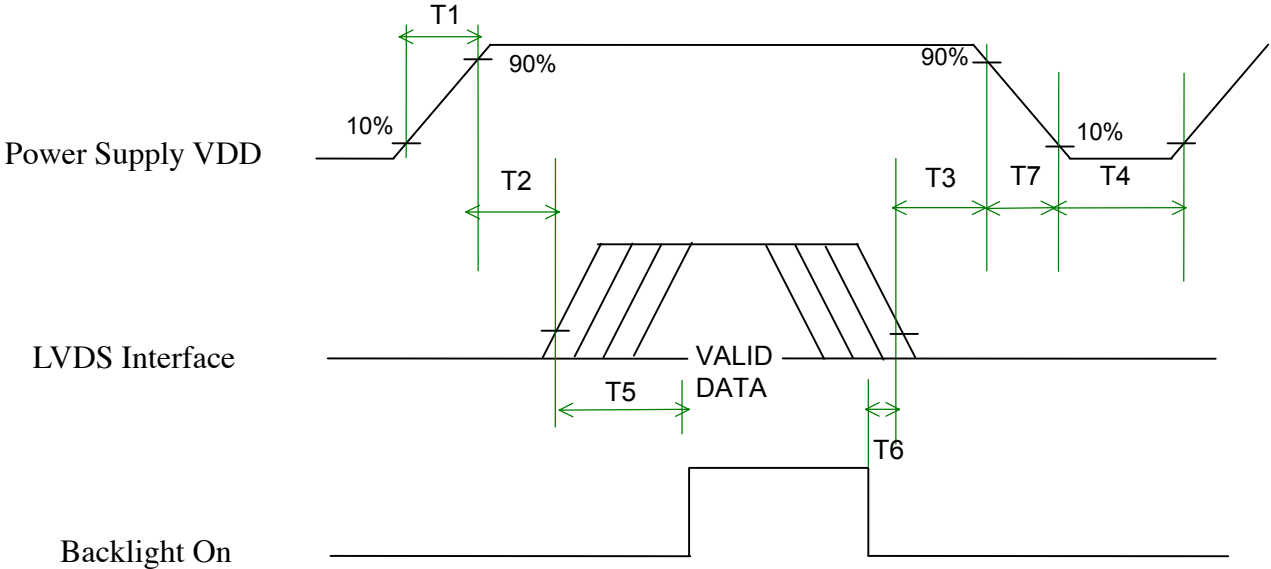 T1
90%
90%
10%
10%
Power Supply VDD
T2
T3
T7
T4
LVDS Interface
VALID
DATA
T5
T6
Backlight On